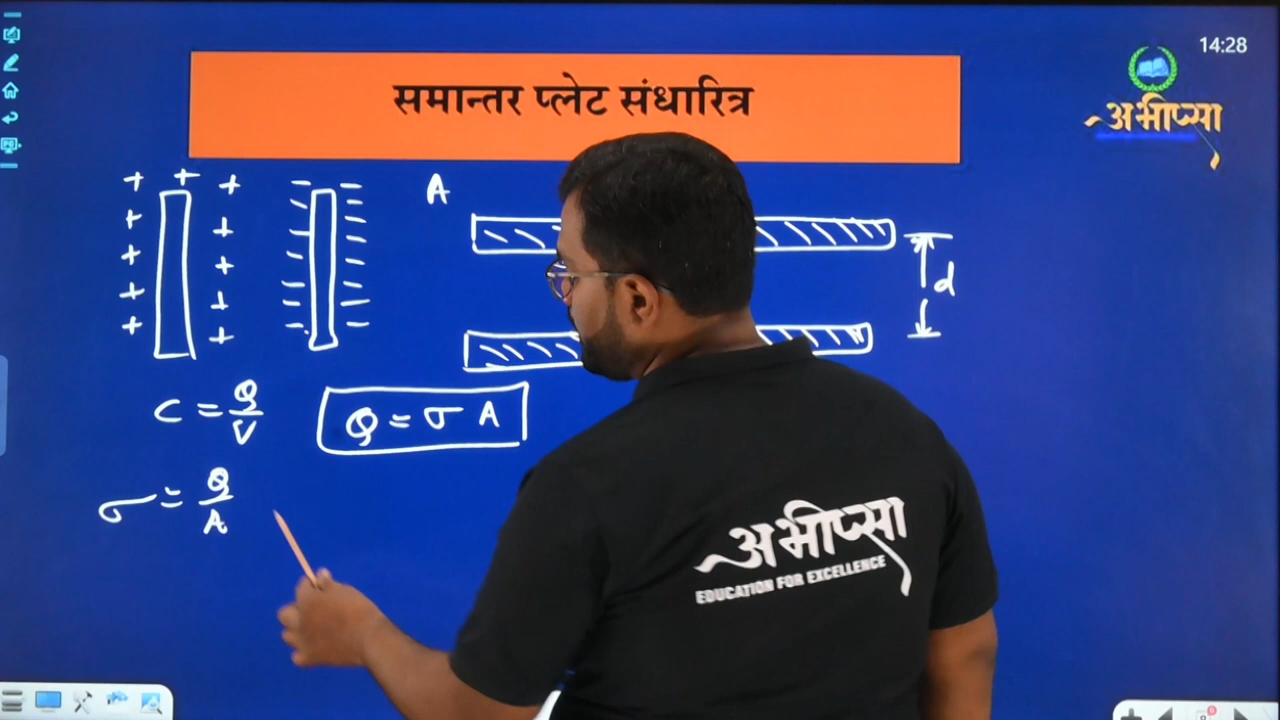 14:28
समान्तर प्लेट संधारित्र
अभीप्सा
+ + +
+ +
+ +
+ +
+ +
A
d
C = Q/V
Q = σ A
σ = Q/A
अभीप्सा
EDUCATION FOR EXCELLENCE